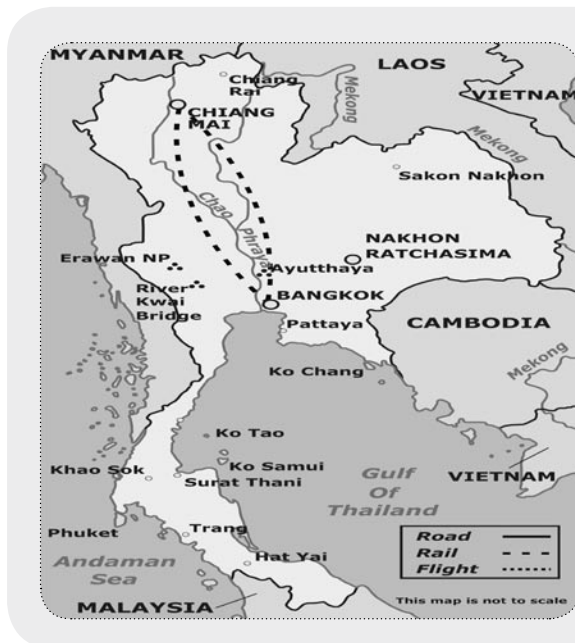 MYANMAR
LAOS
Chiang
Rai
Mekong
VIETNAM
CHIANG
MAI
Mekong
Sakon Nakhon
Chao
Phraya
NAKHON
RATCHASIMA
Erawan NP
Ayutthaya
River
Kwai
Bridge
BANGKOK
Pattaya
CAMBODIA
Ko Chang
Mekong
Ko Tao
Ko Samui
Khao Sok
Surat Thani
Gulf
Of
Thailand
VIETNAM
Phuket
Trang
Hat Yai
Andaman
Sea
Road
Rail
Flight
MALAYSIA
This map is not to scale